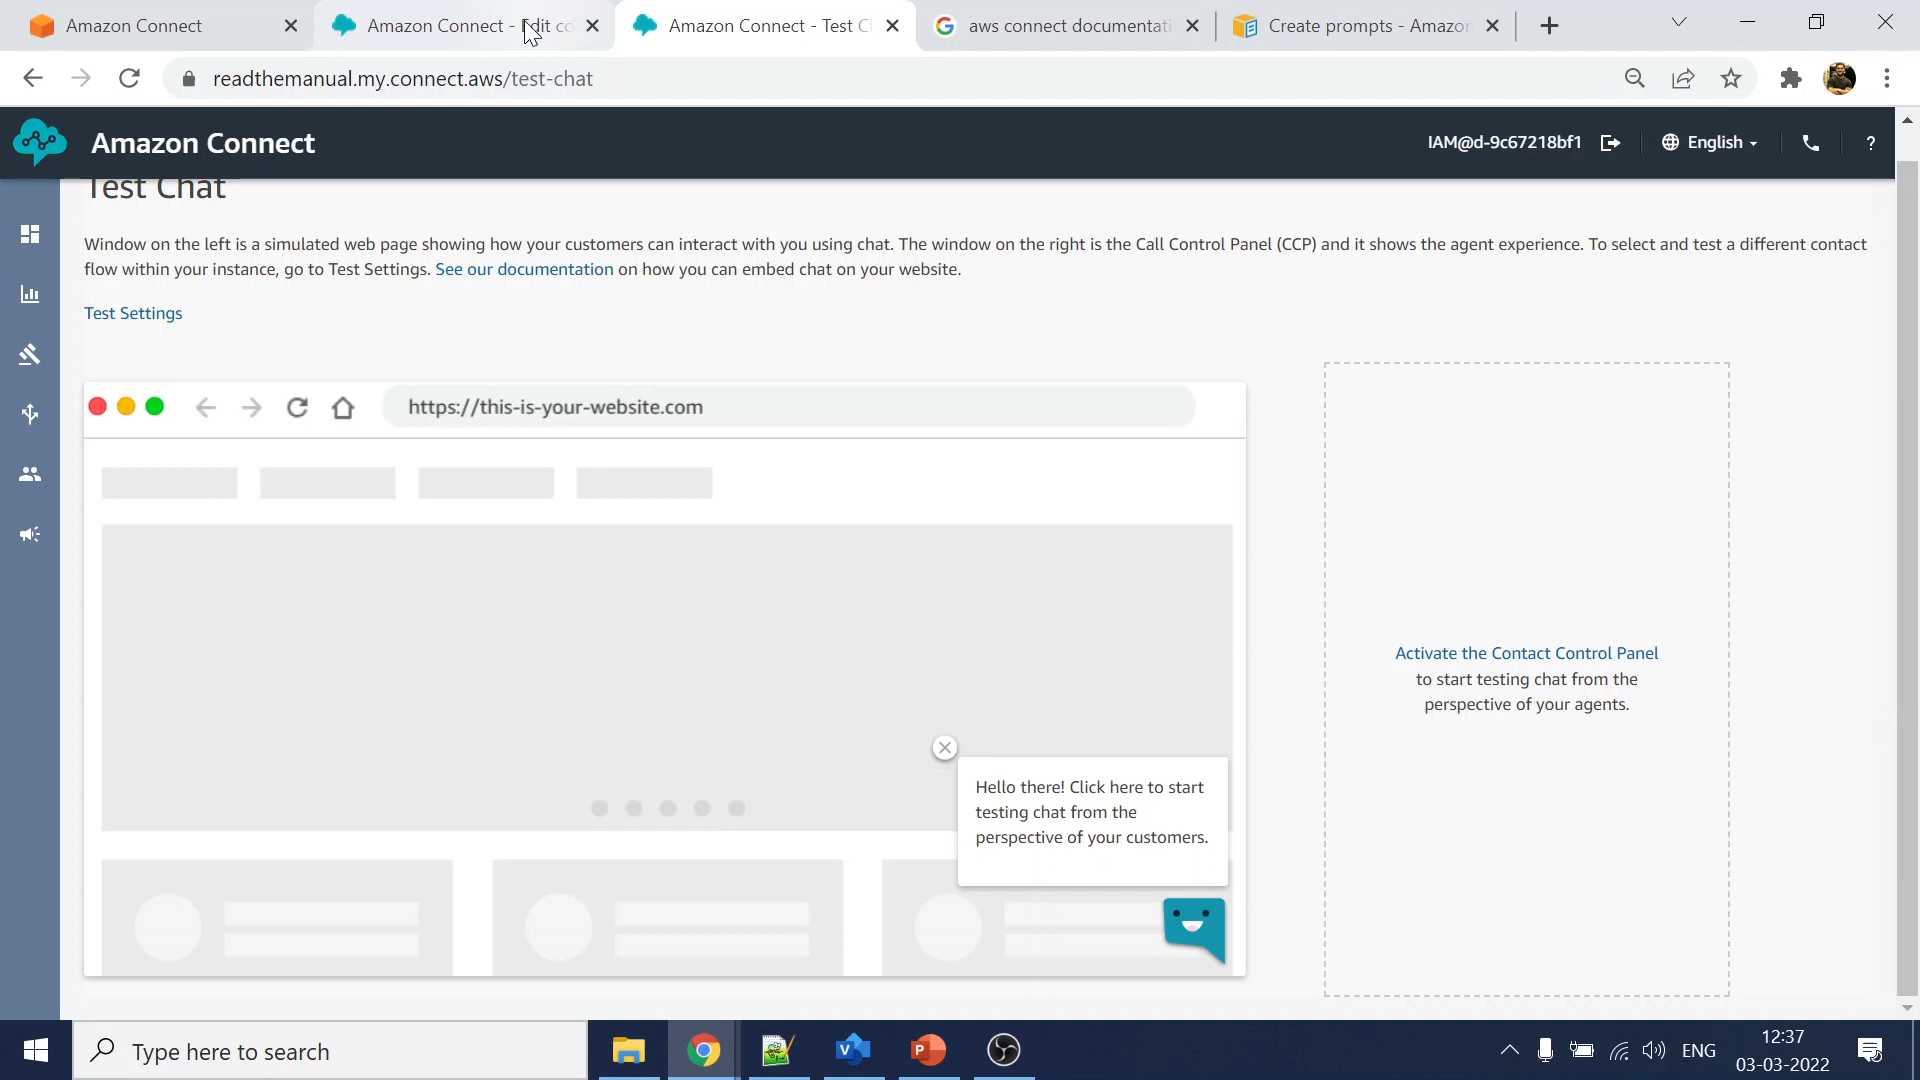 Amazon Connect
Amazon Connect - Edit co
Amazon Connect - Test C
aws connect documentati
Create prompts - Amazon
readthemanual.my.connect.aws/test-chat
Amazon Connect
IAM@d-9c67218bf1
English
?
Test Chat
Window on the left is a simulated web page showing how your customers can interact with you using chat. The window on the right is the Call Control Panel (CCP) and it shows the agent experience. To select and test a different contact
flow within your instance, go to Test Settings. See our documentation on how you can embed chat on your website.
Test Settings
https://this-is-your-website.com
Activate the Contact Control Panel
to start testing chat from the
perspective of your agents.
Hello there! Click here to start
testing chat from the
perspective of your customers.
Type here to search
ENG
12:37
03-03-2022